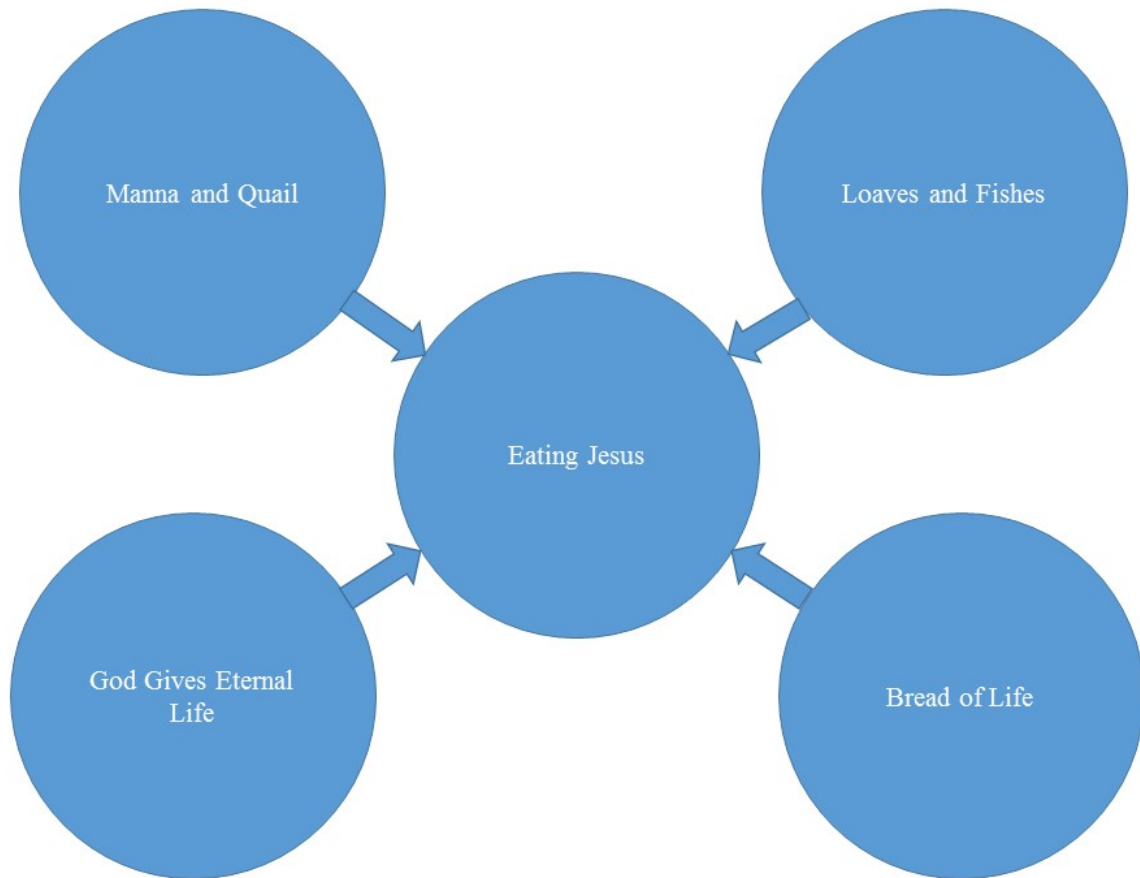 Manna and Quail
Loaves and Fishes
Eating Jesus
God Gives Eternal
Life
Bread of Life